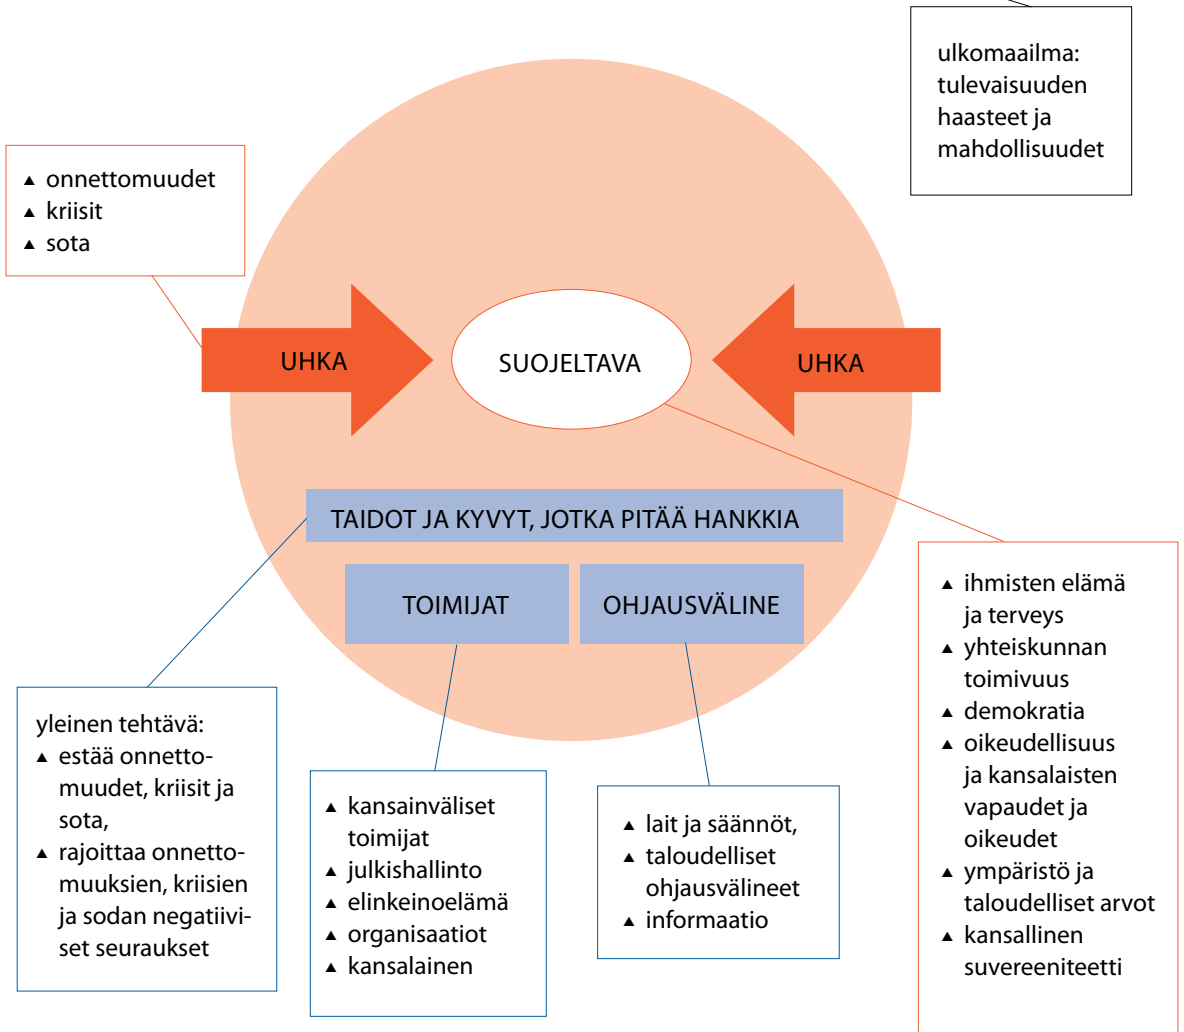 ulkomaailma:
tulevaisuuden
haasteet ja
mahdollisuudet
▲ onnettomuudet
▲ kriisit
▲ sota
UHKA
SUOJELTAVA
UHKA
TAIDOT JA KYVYT, JOTKA PITÄÄ HANKKIA
TOIMIJAT
OHJAUSVÄLINE
yleinen tehtävä:
▲ estää onnetto-
muudet, kriisit ja
sota,
▲ rajoittaa onnetto-
muuksien, kriisien
ja sodan negatiivi-
set seuraukset
▲ kansainväliset
toimijat
▲ julkishallinto
▲ elinkeinoelämä
▲ organisaatiot
▲ kansalainen
▲ lait ja säännöt,
▲ taloudelliset
ohjausvälineet
▲ informaatio
▲ ihmisten elämä
ja terveys
▲ yhteiskunnan
toimivuus
▲ demokratia
▲ oikeudellisuus
ja kansalaisten
vapaudet ja
oikeudet
▲ ympäristö ja
taloudelliset arvot
▲ kansallinen
suvereeniteetti